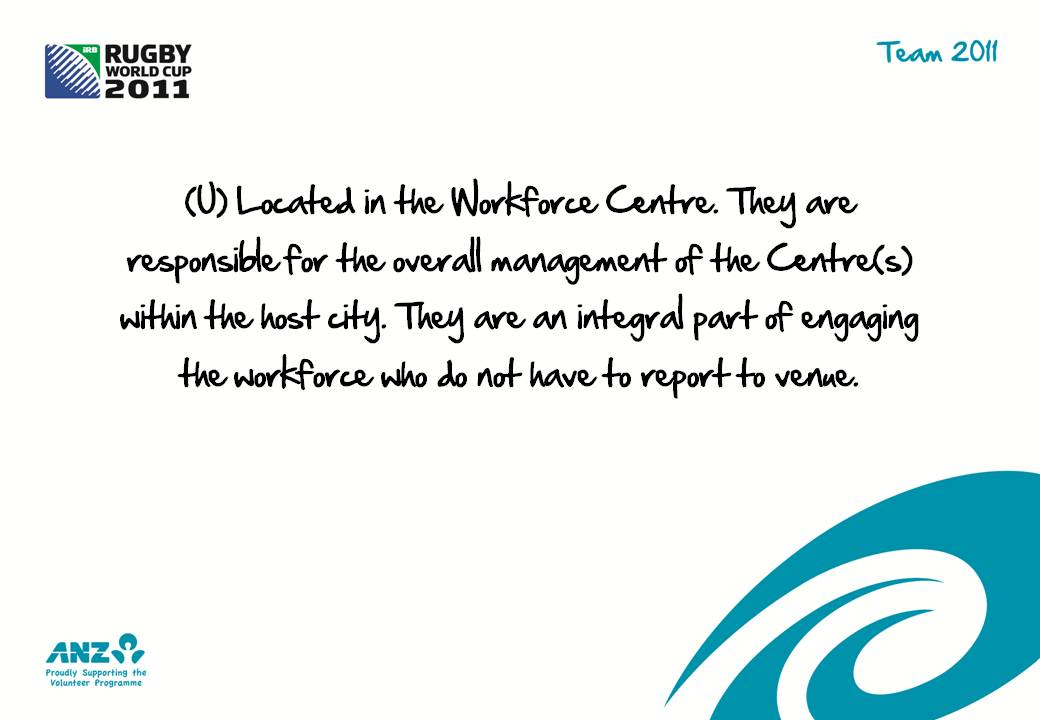 iRB
RUGBY
WORLD CUP
2011
Team 2011
(U) Located in the Workforce Centre. They are
responsible for the overall management of the Centre(s)
within the host city. They are an integral part of engaging
the workforce who do not have to report to venue.
ANZ
Proudly Supporting the
Volunteer Programme